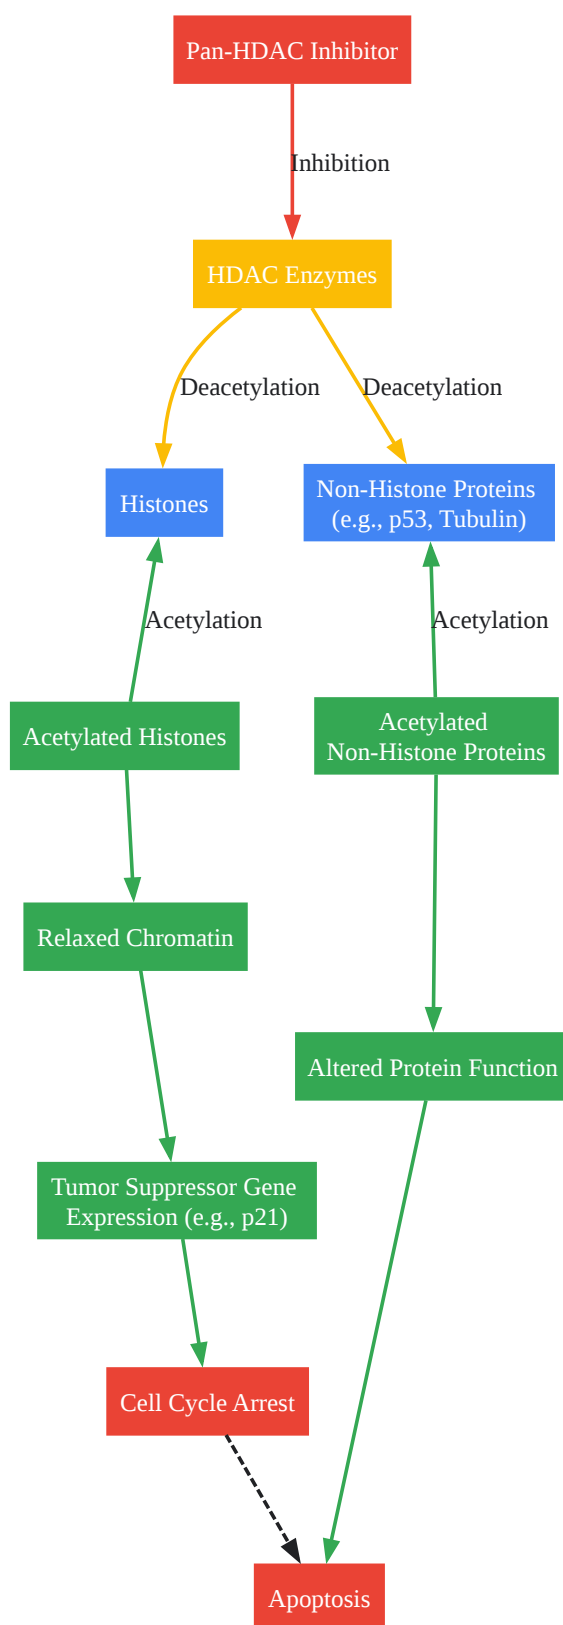 Pan-HDAC Inhibitor
Inhibition
HDAC Enzymes
Deacetylation
Deacetylation
Histones
Non-Histone Proteins
(e.g., p53, Tubulin)
Acetylation
Acetylation
Acetylated Histones
Acetylated
Non-Histone Proteins
Relaxed Chromatin
Altered Protein Function
Tumor Suppressor Gene
Expression (e.g., p21)
Cell Cycle Arrest
Apoptosis